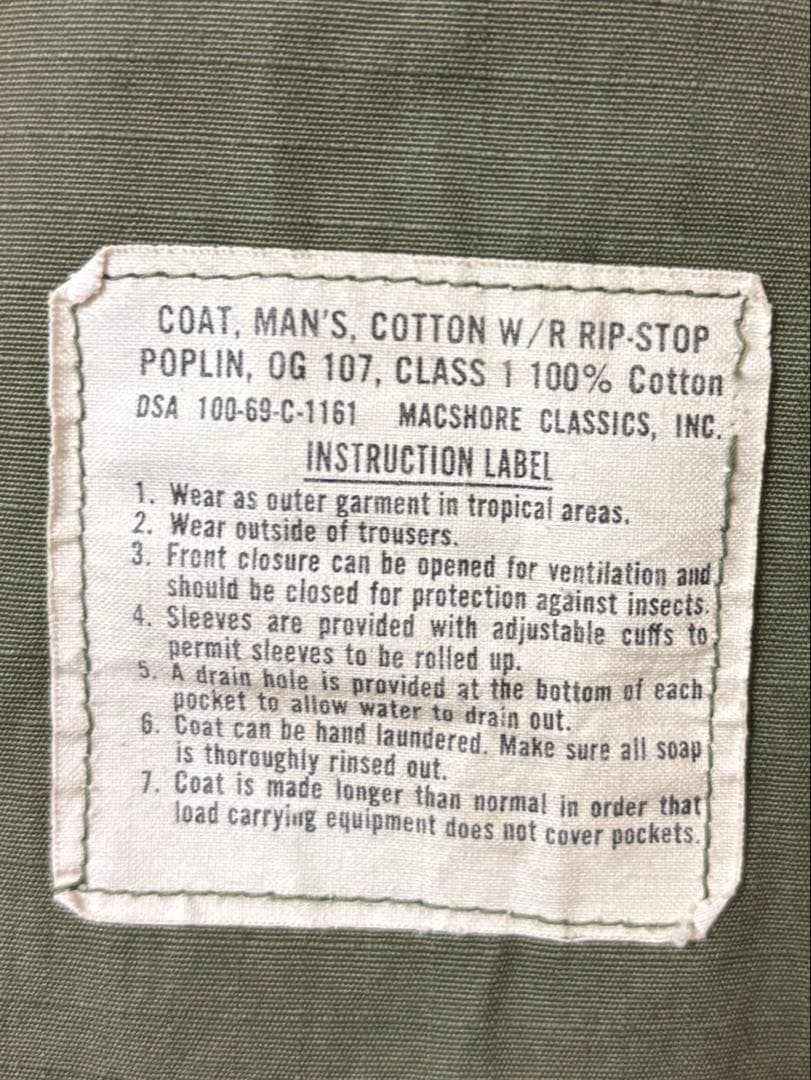 COAT, MAN'S, COTTON W/R RIP-STOP
POPLIN, OG 107, CLASS 1 100% Cotton
DSA 100-69-C-1161 MACSHORE CLASSICS, INC.
INSTRUCTION LABEL
1. Wear as outer garment in tropical areas.
2. Wear outside of trousers.
3. Front closure can be opened for ventilation and
should be closed for protection against insects.
4. Sleeves are provided with adjustable cuffs to
permit sleeves to be rolled up.
5. A drain hole is provided at the bottom of each
pocket to allow water to drain out.
6. Coat can be hand laundered. Make sure all soap
is thoroughly rinsed out.
7. Coat is made longer than normal in order that
load carrying equipment does not cover pockets.